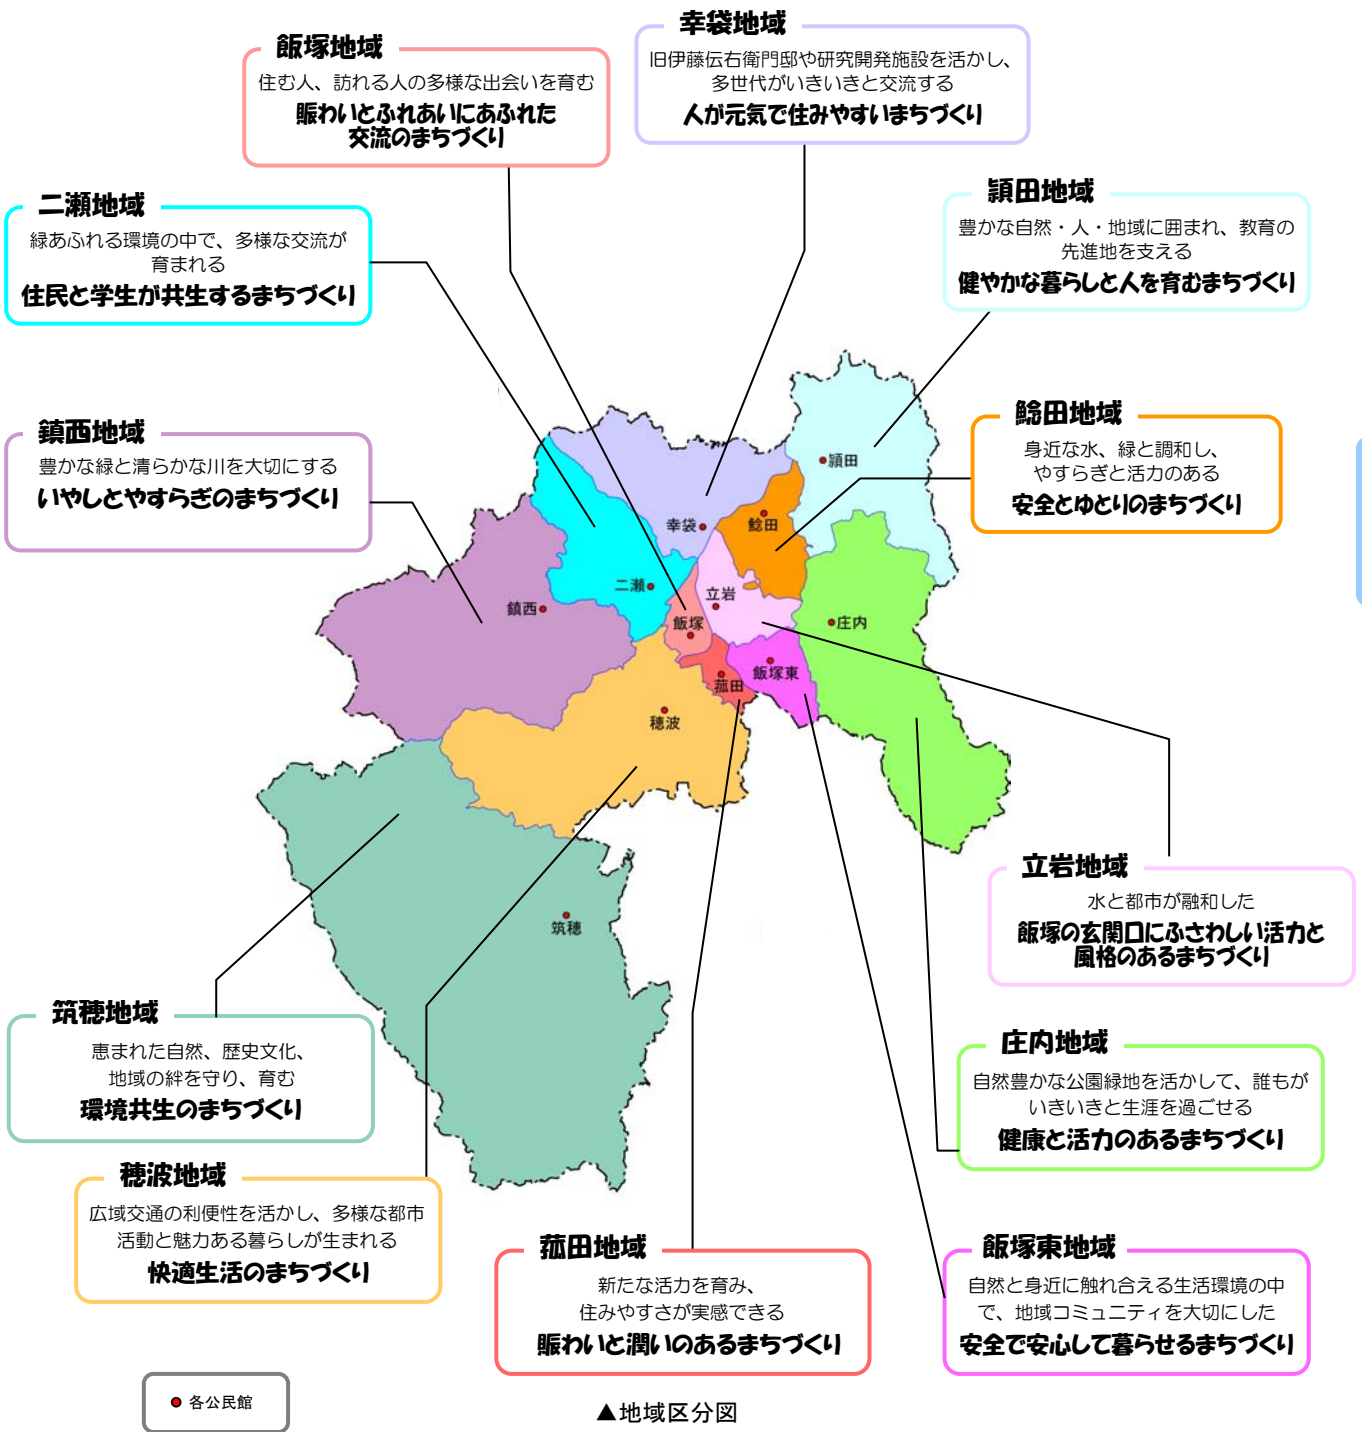 幸袋地域
旧伊藤伝右衛門邸や研究開発施設を活かし、
多世代がいきいきと交流する
人が元気で住みやすいまちづくり
飯塚地域
住む人、訪れる人の多様な出会いを育む
賑わいとふれあいにあふれた
交流のまちづくり
二瀬地域
緑あふれる環境の中で、多様な交流が
育まれる
住民と学生が共生するまちづくり
頴田地域
豊かな自然・人・地域に囲まれ、教育の
先進地を支える
健やかな暮らしと人を育むまちづくり
鎮西地域
豊かな緑と清らかな川を大切にする
いやしとやすらぎのまちづくり
鯰田地域
身近な水、緑と調和し、
やすらぎと活力のある
安全とゆとりのまちづくり
頴田
幸袋
鯰田
二瀬
立岩
鎮西
飯塚
庄内
飯塚東
菰田
穂波
筑穂
立岩地域
水と都市が融和した
飯塚の玄関口にふさわしい活力と
風格のあるまちづくり
筑穂地域
恵まれた自然、歴史文化、
地域の絆を守り、育む
環境共生のまちづくり
庄内地域
自然豊かな公園緑地を活かして、誰もが
いきいきと生涯を過ごせる
健康と活力のあるまちづくり
穂波地域
広域交通の利便性を活かし、多様な都市
活動と魅力ある暮らしが生まれる
快適生活のまちづくり
菰田地域
新たな活力を育み、
住みやすさが実感できる
賑わいと潤いのあるまちづくり
飯塚東地域
自然と身近に触れ合える生活環境の中
で、地域コミュニティを大切にした
安全で安心して暮らせるまちづくり
各公民館
▲地域区分図